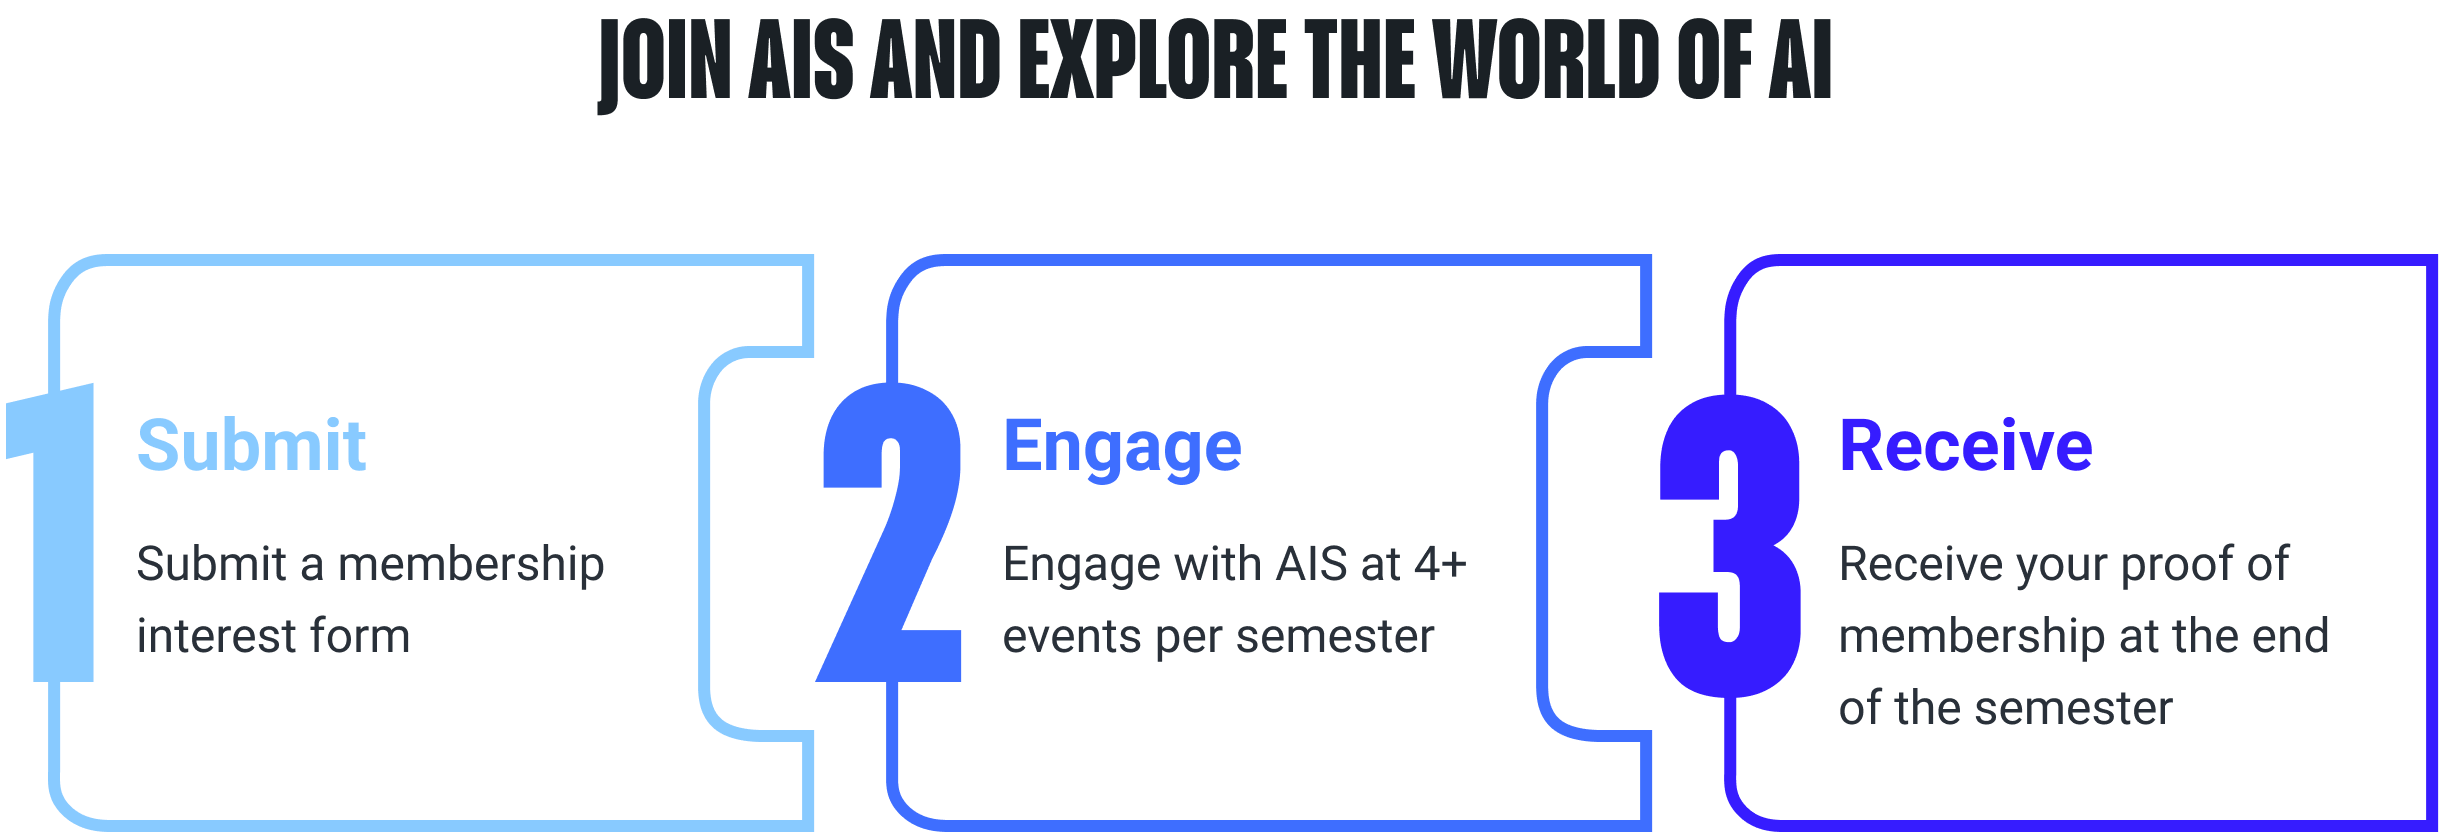 JOIN AIS AND EXPLORE THE WORLD OF AI
1
Submit
Submit a membership
interest form
2
Engage
Engage with AIS at 4+
events per semester
3
Receive
Receive your proof of
membership at the end
of the semester